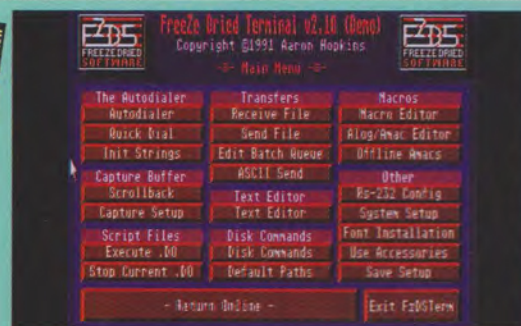 FZDS
FREEZE DRIED
SOFTWARE
FreeZe Dried Terminal v2.10 (Demo)
Copyright ©1991 Aaron Hopkins
-=- Main Menu -=-
FZDS
FREEZE DRIED
SOFTWARE
The Autodialer
Autodialer
Quick Dial
Init Strings
Capture Buffer
Scrollback
Capture Setup
Script Files
Execute .DO
Stop Current .DO
Transfers
Receive File
Send File
Edit Batch Queue
ASCII Send
Text Editor
Text Editor
Disk Commands
Disk Commands
Default Paths
Macros
Macro Editor
Alog/Amac Editor
Offline Amacs
Other
Rs-232 Config
System Setup
Font Installation
Use Accessories
Save Setup
- Return Online -
Exit FzDSTerm